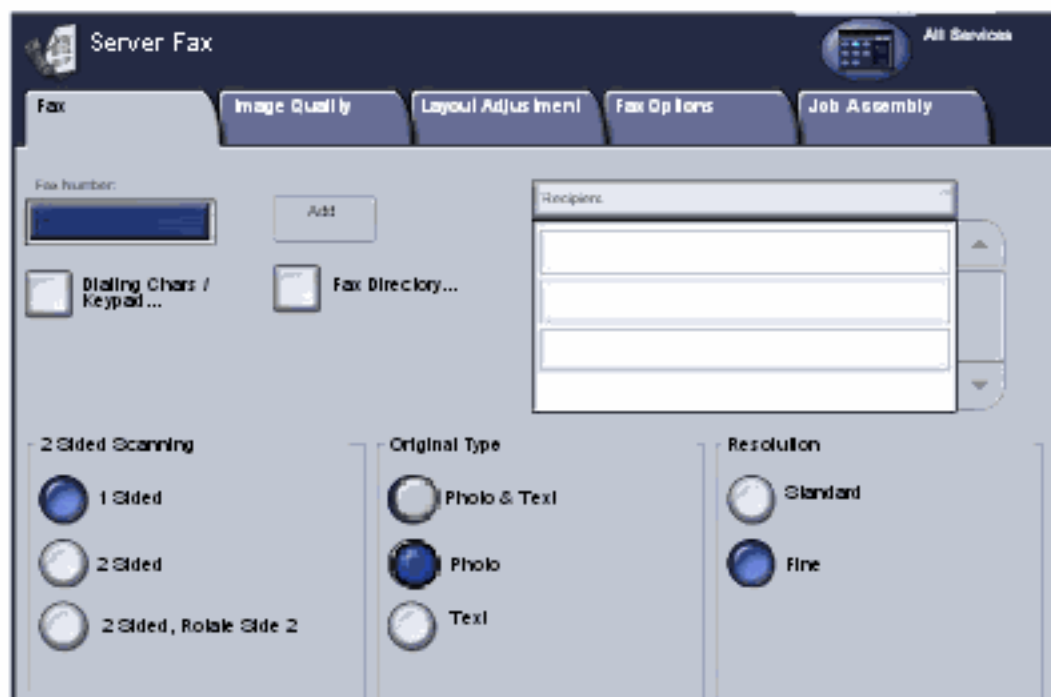 Server Fax
All Services
Fax
Image Quality
Layout Adjustment
Fax Options
Job Assembly
Fax Number:
Add
Recipient
Dialing Chars /
Keypad...
Fax Directory...
2 Sided Scanning
1 Sided
2 Sided
2 Sided, Rotate Side 2
Original Type
Photo & Text
Photo
Text
Resolution
Standard
Fine